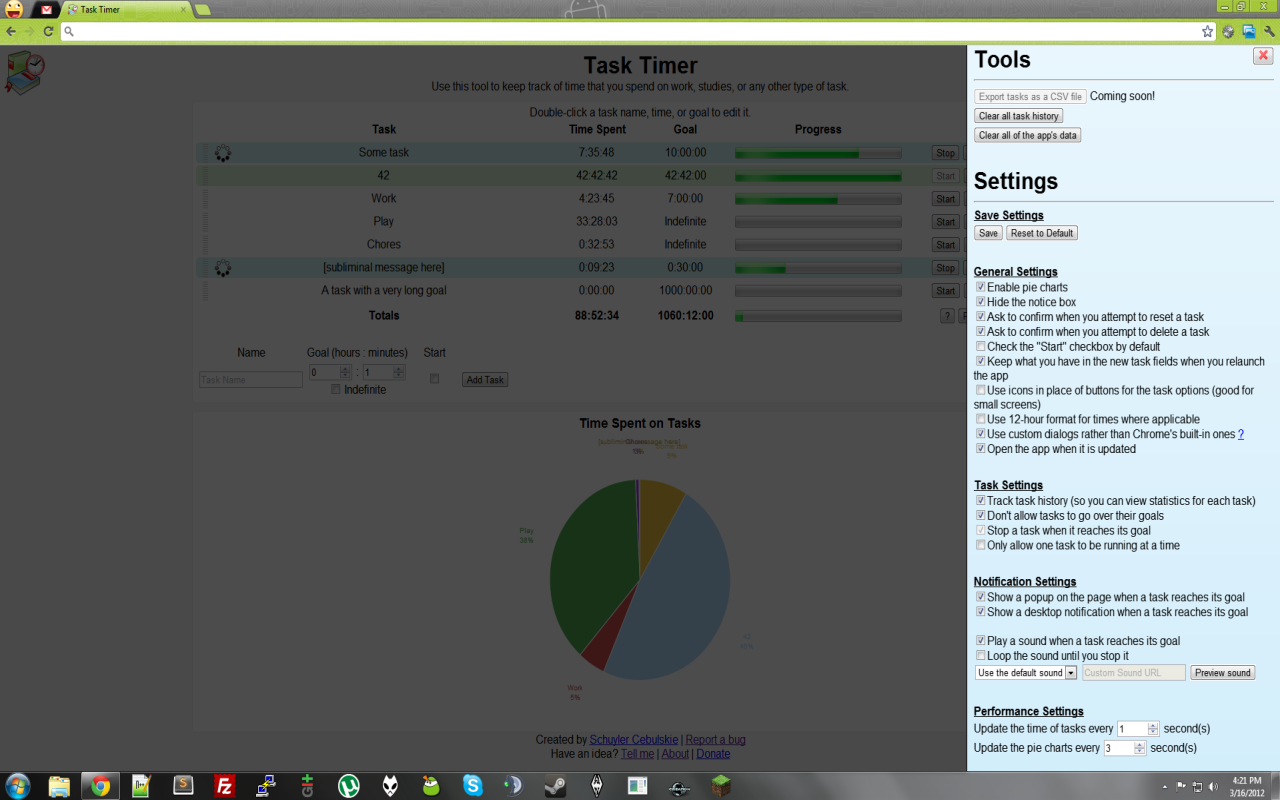 Task Timer
Task Timer
Use this tool to keep track of time that you spend on work, studies, or any other type of task.
Double-click a task name, time, or goal to edit it.
Task Time Spent Goal Progress
Some task 7:35:48 10:00:00 Stop
42 42:42:42 42:42:00 Start
Work 4:23:45 7:00:00 Start
Play 33:28:03 Indefinite Start
Chores 0:32:53 Indefinite Start
[subliminal message here] 0:09:23 0:30:00 Stop
A task with a very long goal 0:00:00 1000:00:00 Start
Totals 88:52:34 1060:12:00 ?
Name Goal (hours : minutes) Start
Task Name 0 : 1 Add Task
Indefinite
Time Spent on Tasks
Play
38%
Work
5%
Created by Schuyler Cebulskie | Report a bug
Have an idea? Tell me | About | Donate
Tools
Export tasks as a CSV file Coming soon!
Clear all task history
Clear all of the app's data
Settings
Save Settings
Save Reset to Default
General Settings
Enable pie charts
Hide the notice box
Ask to confirm when you attempt to reset a task
Ask to confirm when you attempt to delete a task
Check the "Start" checkbox by default
Keep what you have in the new task fields when you relaunch
the app
Use icons in place of buttons for the task options (good for
small screens)
Use 12-hour format for times where applicable
Use custom dialogs rather than Chrome's built-in ones ?
Open the app when it is updated
Task Settings
Track task history (so you can view statistics for each task)
Don't allow tasks to go over their goals
Stop a task when it reaches its goal
Only allow one task to be running at a time
Notification Settings
Show a popup on the page when a task reaches its goal
Show a desktop notification when a task reaches its goal
Play a sound when a task reaches its goal
Loop the sound until you stop it
Use the default sound Custom Sound URL Preview sound
Performance Settings
Update the time of tasks every 1 second(s)
Update the pie charts every 3 second(s)
4:21 PM
3/16/2012